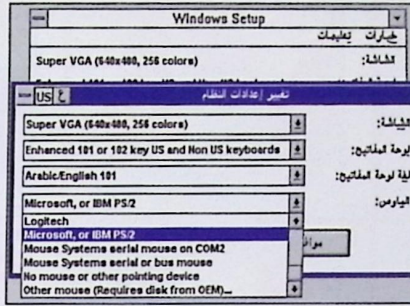 Windows Setup
خيارات تعليمات
الشاشة: Super VGA (640x480, 256 colors)
US ع تغيير إعدادات النظام
الشاشة: Super VGA (640x480, 256 colors)
لوحة المفاتيح: Enhanced 101 or 102 key US and Non US keyboards
لغة لوحة المفاتيح: Arabic/English 101
الماوس: Microsoft, or IBM PS/2
Logitech
Microsoft, or IBM PS/2
Mouse Systems serial mouse on COM2
Mouse Systems serial or bus mouse
No mouse or other pointing device
Other mouse (Requires disk from OEM)...